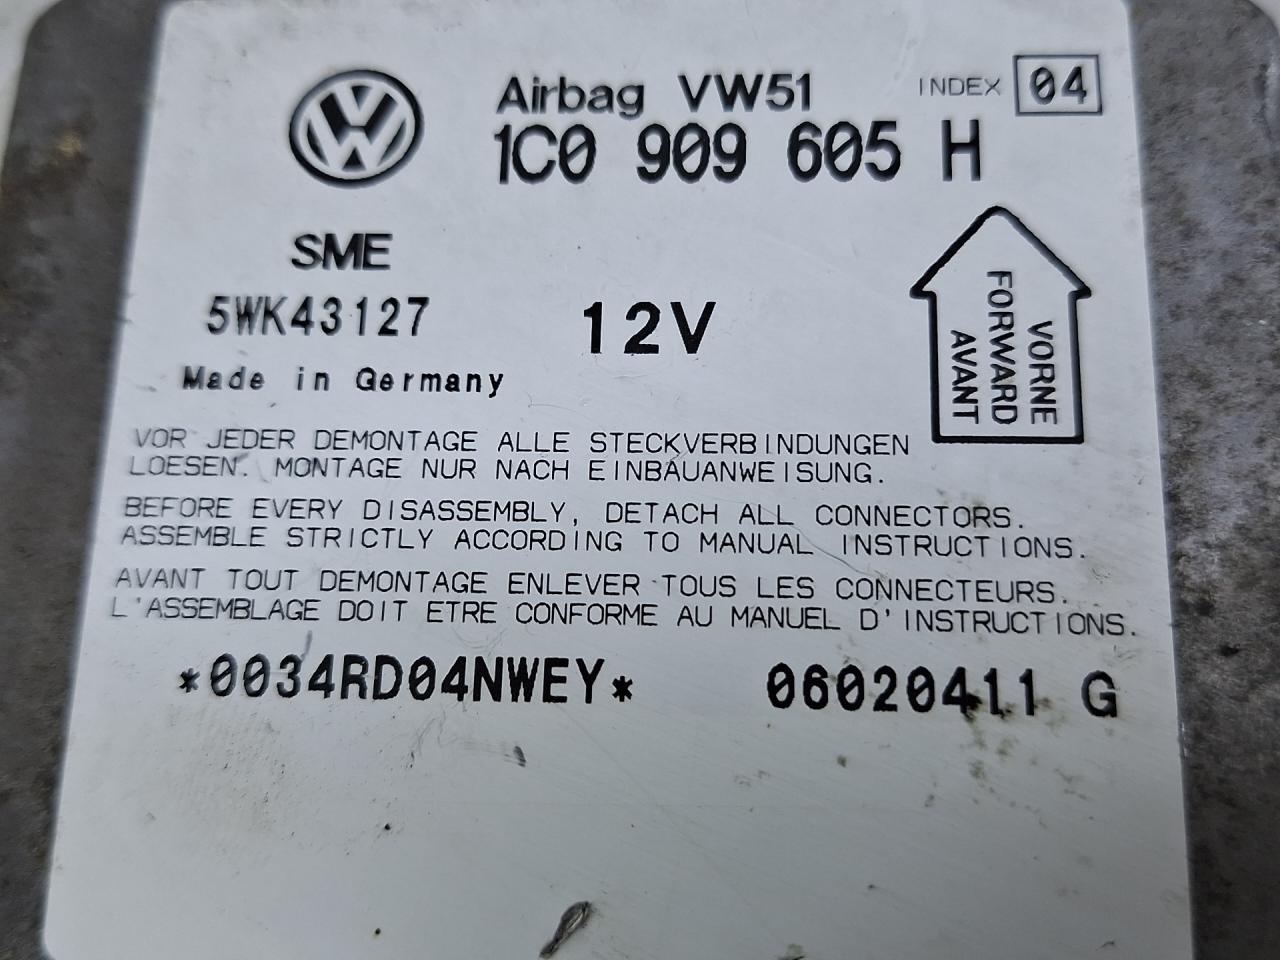 Airbag VW51 INDEX 04
1C0 909 605 H
SME
5WK43127 12V
Made in Germany
VORNE
FORWARD
AVANT
VOR JEDER DEMONTAGE ALLE STECKVERBINDUNGEN
LOESEN. MONTAGE NUR NACH EINBAUANWEISUNG.
BEFORE EVERY DISASSEMBLY, DETACH ALL CONNECTORS.
ASSEMBLE STRICTLY ACCORDING TO MANUAL INSTRUCTIONS.
AVANT TOUT DEMONTAGE ENLEVER TOUS LES CONNECTEURS.
L'ASSEMBLAGE DOIT ETRE CONFORME AU MANUEL D'INSTRUCTIONS.
*0034RD04NWEY* 06020411 G